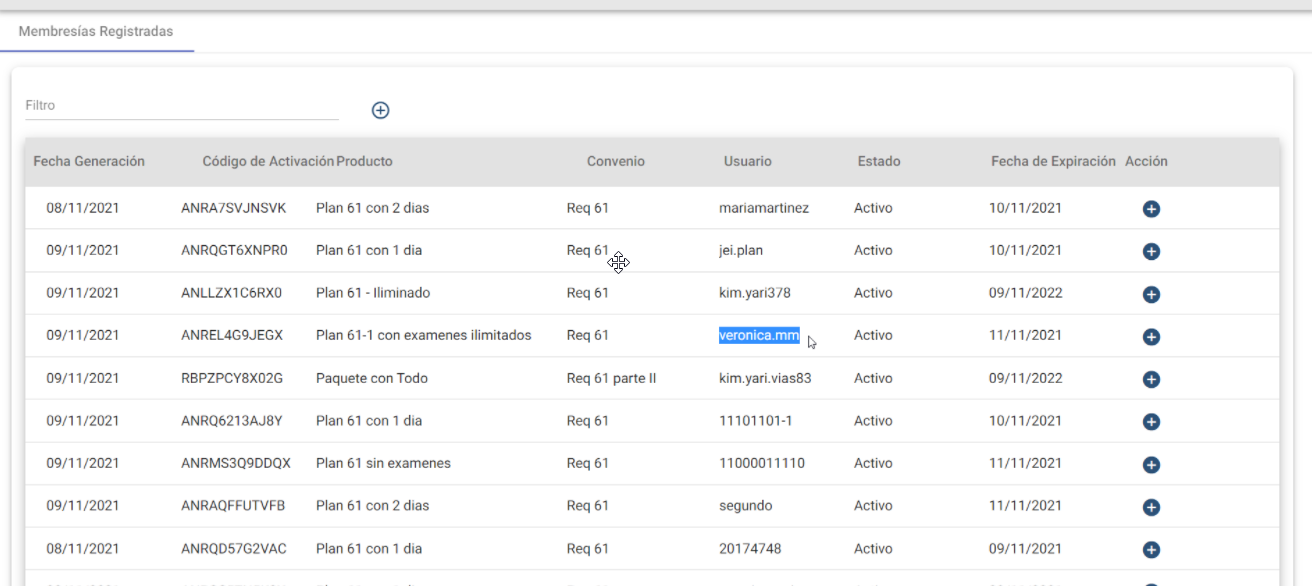 Membresías Registradas
Filtro
Fecha Generación Código de Activación Producto Convenio Usuario Estado Fecha de Expiración Acción
08/11/2021 ANRA7SVJNSVK Plan 61 con 2 dias Req 61 mariamartinez Activo 10/11/2021
09/11/2021 ANRQGT6XNPR0 Plan 61 con 1 dia Req 61 jei.plan Activo 10/11/2021
09/11/2021 ANLLZX1C6RX0 Plan 61 - Iliminado Req 61 kim.yari378 Activo 09/11/2022
09/11/2021 ANREL4G9JEGX Plan 61-1 con examenes ilimitados Req 61 veronica.mm Activo 11/11/2021
09/11/2021 RBPZPCY8X02G Paquete con Todo Req 61 parte II kim.yari.vias83 Activo 09/11/2022
09/11/2021 ANRQ6213AJ8Y Plan 61 con 1 dia Req 61 11101101-1 Activo 10/11/2021
09/11/2021 ANRMS3Q9DDQX Plan 61 sin examenes Req 61 11000011110 Activo 11/11/2021
09/11/2021 ANRAQFFUTVFB Plan 61 con 2 dias Req 61 segundo Activo 11/11/2021
08/11/2021 ANRQD57G2VAC Plan 61 con 1 dia Req 61 20174748 Activo 09/11/2021